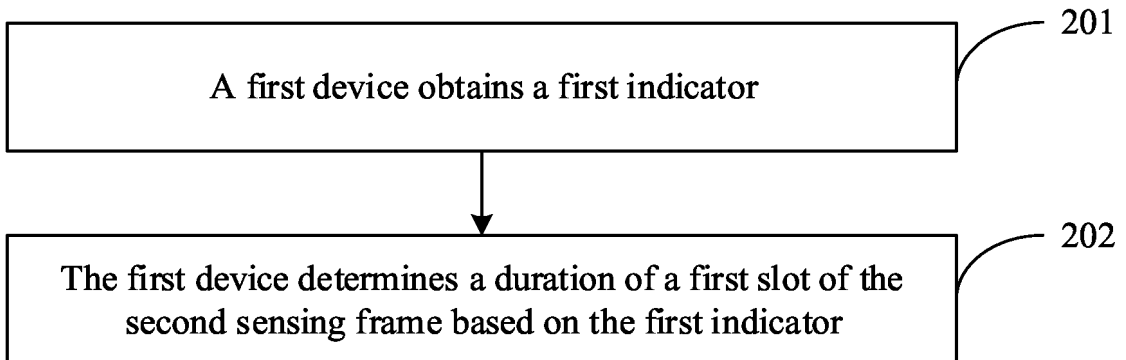 201
A first device obtains a first indicator
202
The first device determines a duration of a first slot of the
second sensing frame based on the first indicator